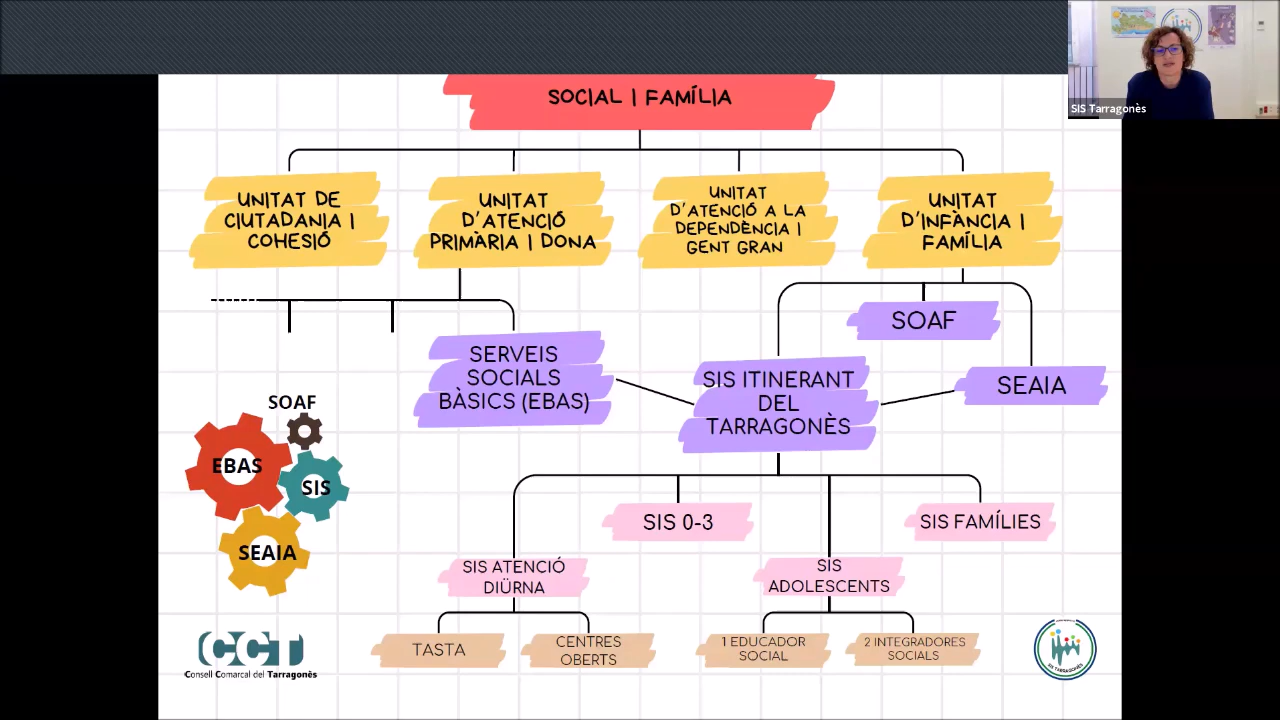 SIS Tarragonès
SOCIAL I FAMÍLIA
UNITAT DE
CIUTADANIA I
COHESIÓ
UNITAT
D'ATENCIÓ
PRIMÀRIA I DONA
UNITAT
D'ATENCIÓ A LA
DEPENDÈNCIA I
GENT GRAN
UNITAT
D'INFÀNCIA I
FAMÍLIA
SOAF
SERVEIS
SOCIALS
BÀSICS (EBAS)
SIS ITINERANT
DEL
TARRAGONÈS
SEAIA
SOAF
EBAS
SIS
SEAIA
SIS 0-3
SIS FAMÍLIES
SIS ATENCIÓ
DIÜRNA
SIS
ADOLESCENTS
TASTA
CENTRES
OBERTS
1 EDUCADOR
SOCIAL
2 INTEGRADORES
SOCIALS
CCT
Consell Comarcal del Tarragonès
SIS TARRAGONÈS